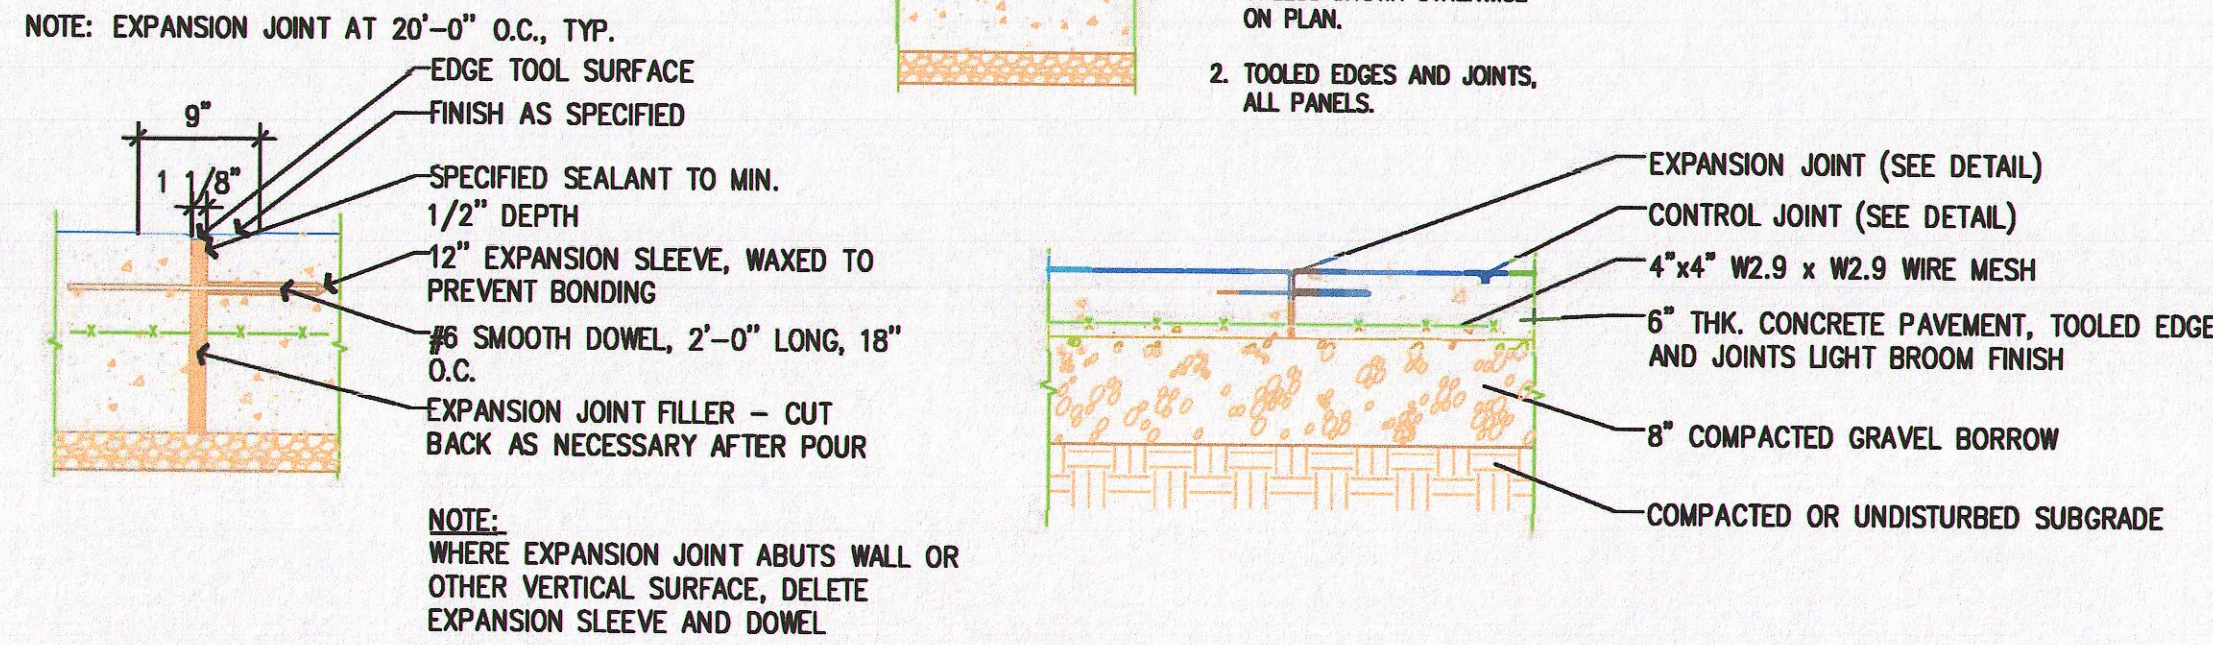 NOTE: EXPANSION JOINT AT 20'-0" O.C., TYP.
EDGE TOOL SURFACE
FINISH AS SPECIFIED
9"
1 1/8"
SPECIFIED SEALANT TO MIN.
1/2" DEPTH
12" EXPANSION SLEEVE, WAXED TO
PREVENT BONDING
#6 SMOOTH DOWEL, 2'-0" LONG, 18"
O.C.
EXPANSION JOINT FILLER - CUT
BACK AS NECESSARY AFTER POUR
NOTE:
WHERE EXPANSION JOINT ABUTS WALL OR
OTHER VERTICAL SURFACE, DELETE
EXPANSION SLEEVE AND DOWEL
ON PLAN.
2. TOOLED EDGES AND JOINTS,
ALL PANELS.
EXPANSION JOINT (SEE DETAIL)
CONTROL JOINT (SEE DETAIL)
4"x4" W2.9 x W2.9 WIRE MESH
6" THK. CONCRETE PAVEMENT, TOOLED EDGE
AND JOINTS LIGHT BROOM FINISH
8" COMPACTED GRAVEL BORROW
COMPACTED OR UNDISTURBED SUBGRADE